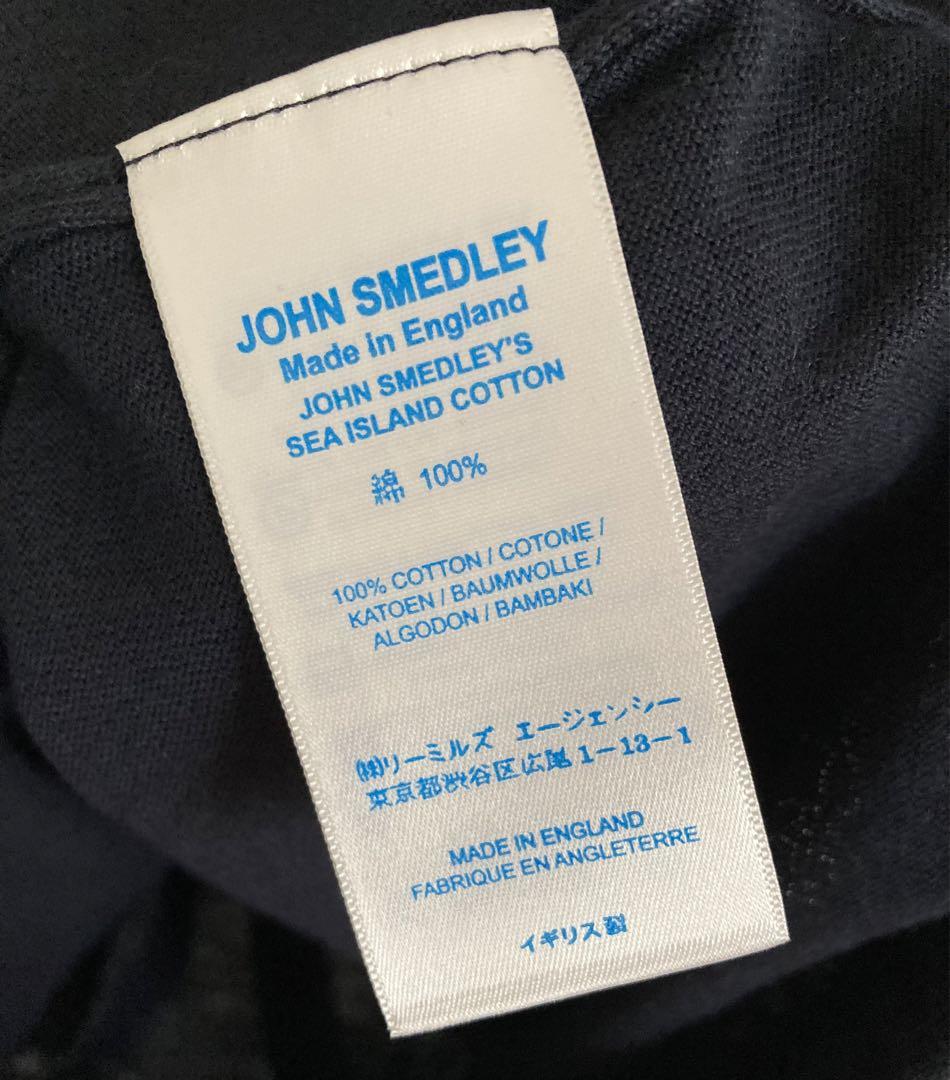 JOHN SMEDLEY
Made In England
JOHN SMEDLEY'S
SEA ISLAND COTTON
綿 100%
100% COTTON / COTONE /
KATOEN / BAUMWOLLE /
ALGODON / BAMBAKI
㈱リーミルズ エージェンシー
東京都渋谷区広尾1-13-1
MADE IN ENGLAND
FABRIQUE EN ANGLETERRE
イギリス製